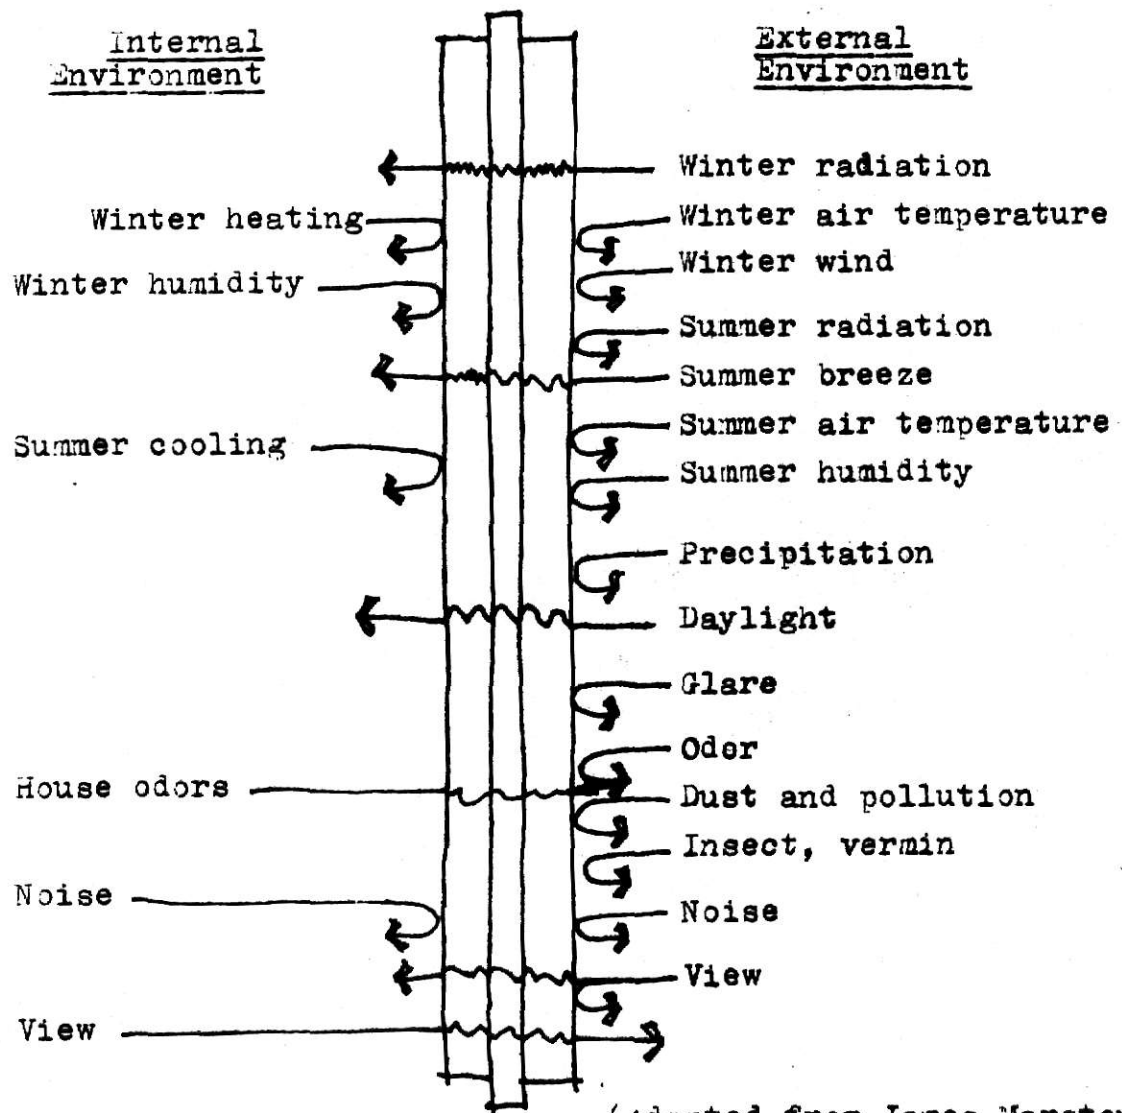 Internal
Environment
External
Environment
Winter radiation
Winter heating
Winter air temperature
Winter wind
Winter humidity
Summer radiation
Summer breeze
Summer air temperature
Summer cooling
Summer humidity
Precipitation
Daylight
Glare
Oder
House odors
Dust and pollution
Insect, vermin
Noise
Noise
View
View